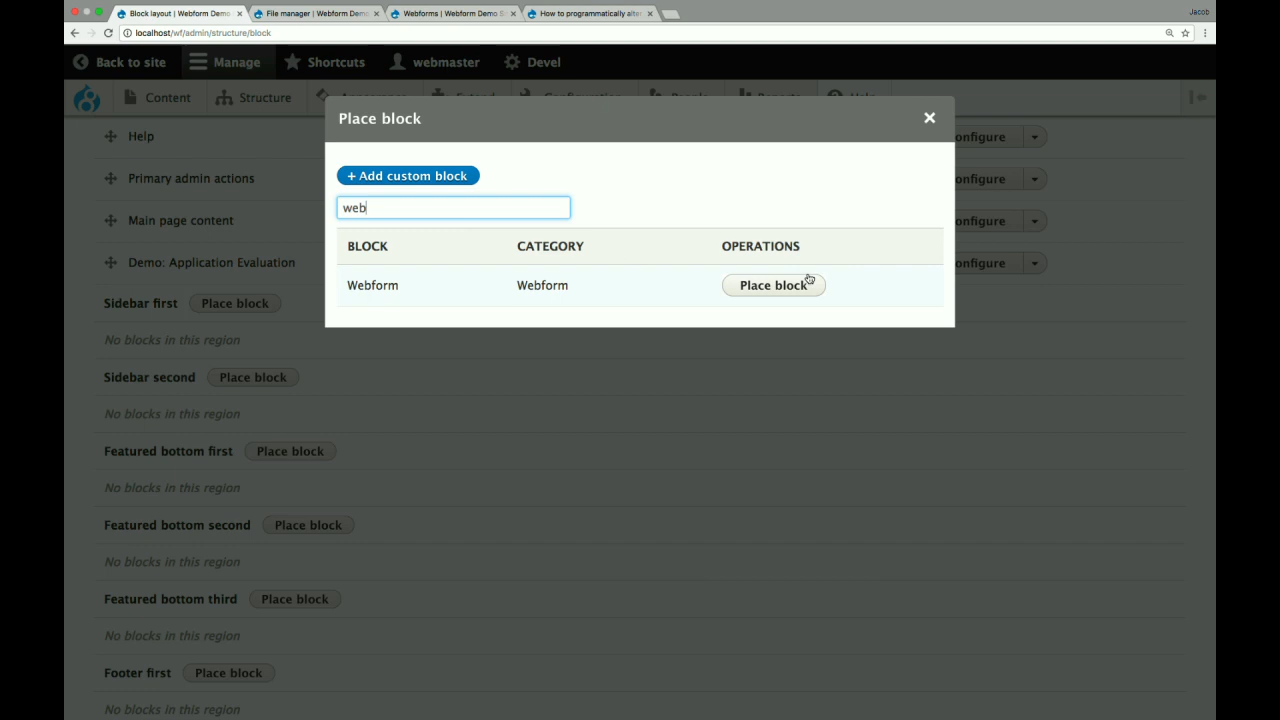 Block layout | Webform Demo
File manager | Webform Demo
Webforms | Webform Demo S
How to programmatically alter
Jacob
localhost/wf/admin/structure/block
Back to site
Manage
Shortcuts
webmaster
Devel
Content
Structure
Place block
Help
onfigure
+ Add custom block
Primary admin actions
onfigure
web
Main page content
onfigure
BLOCK CATEGORY OPERATIONS
Demo: Application Evaluation
onfigure
Webform Webform Place block
Sidebar first Place block
No blocks in this region
Sidebar second Place block
No blocks in this region
Featured bottom first Place block
No blocks in this region
Featured bottom second Place block
No blocks in this region
Featured bottom third Place block
No blocks in this region
Footer first Place block
No blocks in this region